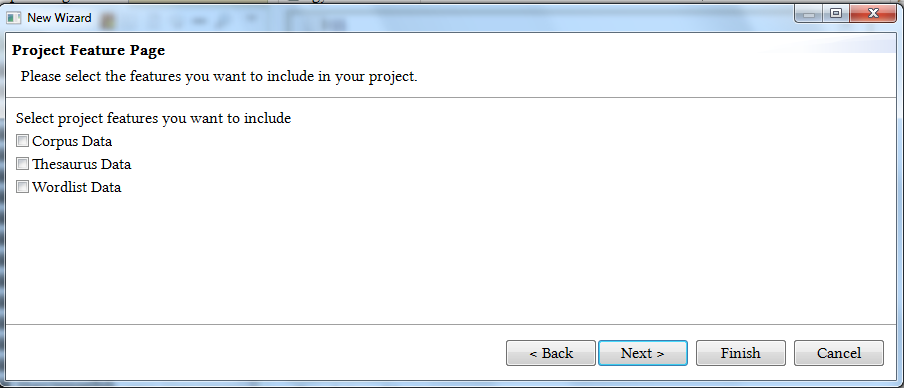 New Wizard
Project Feature Page
Please select the features you want to include in your project.
Select project features you want to include
Corpus Data
Thesaurus Data
Wordlist Data
< Back Next > Finish Cancel